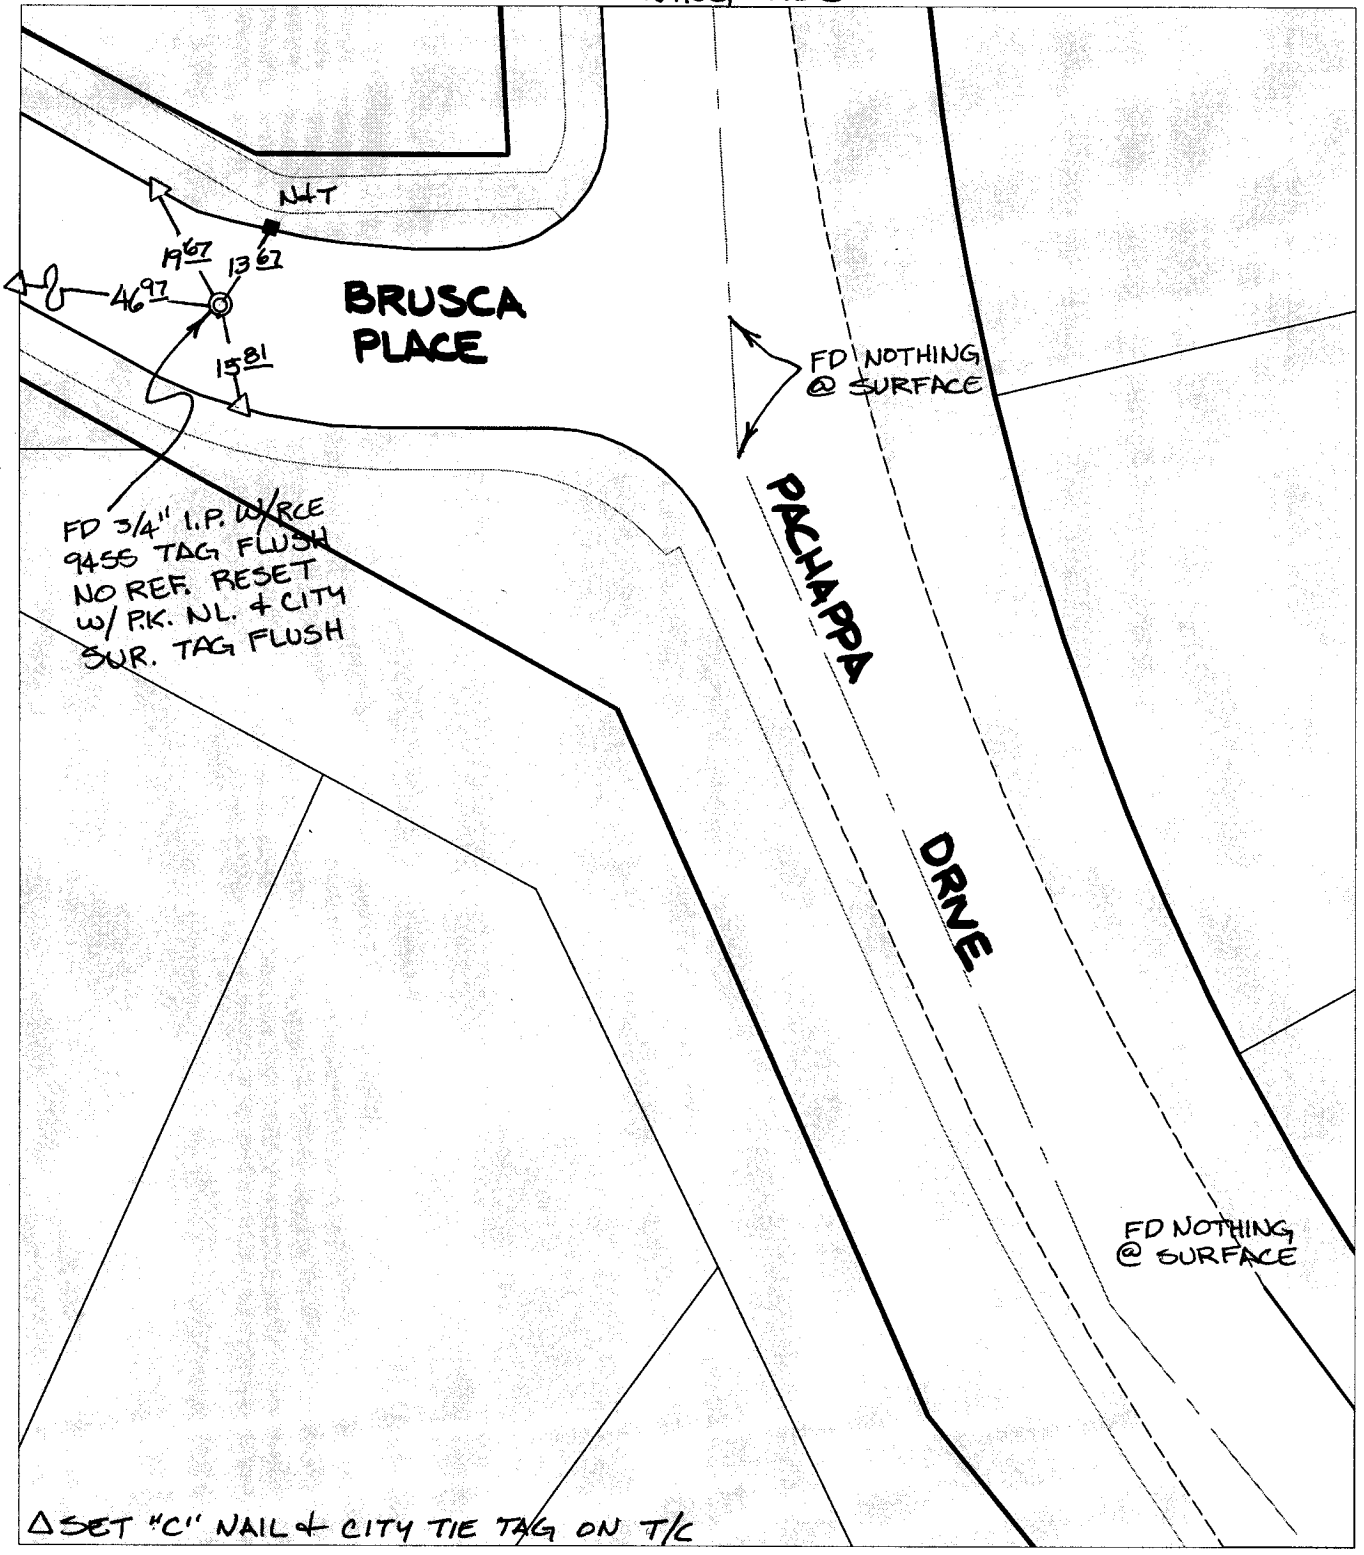 N&T
19 67
13 67
46 97
15 81
BRUSCA
PLACE
FD NOTHING
@ SURFACE
FD 3/4" I.P. W/RCE
9455 TAG FLUSH
NO REF. RESET
W/ P.K. NL. & CITY
SUR. TAG FLUSH
PACHAPPA
DRIVE
FD NOTHING
@ SURFACE
△ SET "C" NAIL & CITY TIE TAG ON T/C